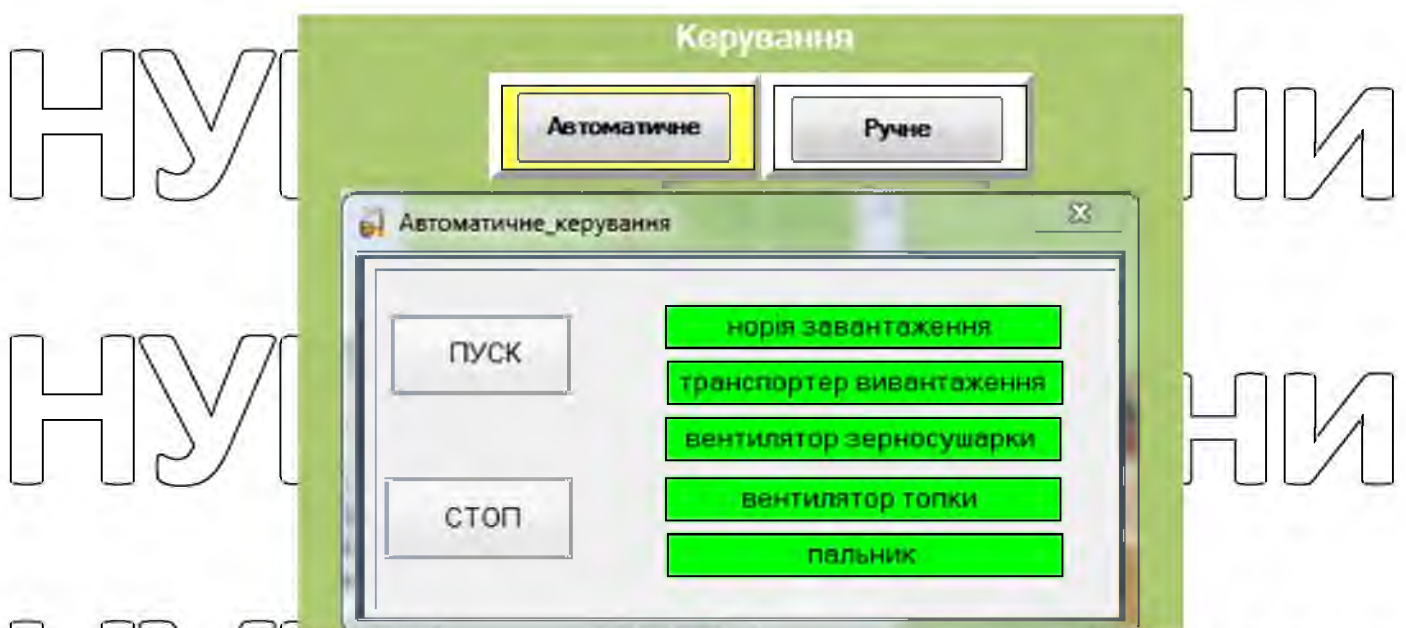 Керування
Автоматичне Ручне
Автоматичне_керування
ПУСК
СТОП
норія завантаження
транспортер вивантаження
вентилятор зерносушарки
вентилятор топки
пальник